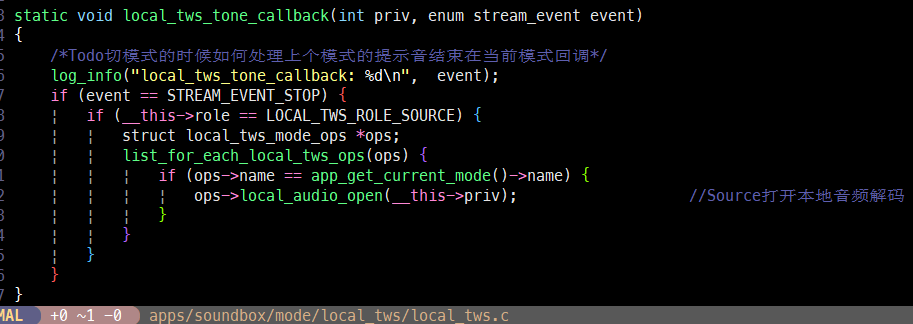 3 static void local_tws_tone_callback(int priv, enum stream_event event)
4 {
5     /*Todo切模式的时候如何处理上个模式的提示音结束在当前模式回调*/
6     log_info("local_tws_tone_callback: %d\n",  event);
7     if (event == STREAM_EVENT_STOP) {
8     ¦   if (__this->role == LOCAL_TWS_ROLE_SOURCE) {
9     ¦   ¦   struct local_tws_mode_ops *ops;
0     ¦   ¦   list_for_each_local_tws_ops(ops) {
1     ¦   ¦   ¦   if (ops->name == app_get_current_mode()->name) {
2     ¦   ¦   ¦   ¦   ops->local_audio_open(__this->priv);                   //Source打开本地音频解码
3     ¦   ¦   ¦   }
4     ¦   ¦   }
5     ¦   }
6     }
7 }
MAL  +0 ~1 -0  apps/soundbox/mode/local_tws/local_tws.c